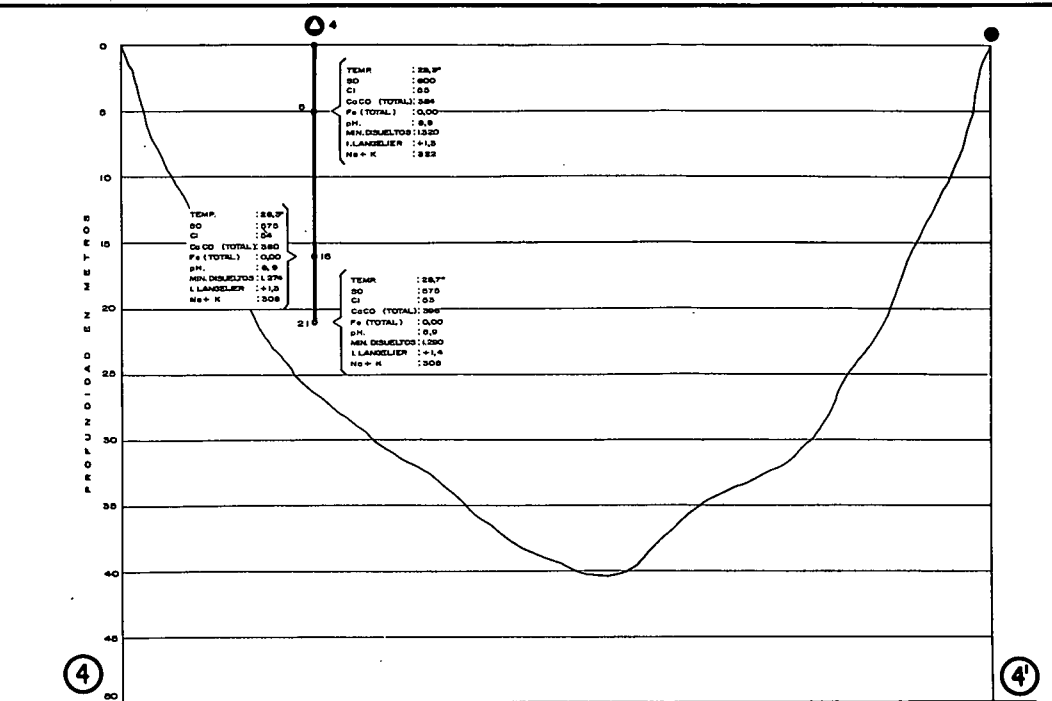 4
0
5
10
15
20
25
30
35
40
45
50
PROFUNDIDAD EN METROS
5
TEMP. : 28,3°
SO : 600
Cl : 55
CaCO (TOTAL): 384
Fe (TOTAL) : 0,00
pH. : 8,9
MIN. DISUELTOS : 1.320
I. LANGELIER : +1,5
Na + K : 322
TEMP. : 28,3°
SO : 575
Cl : 54
CaCO (TOTAL): 380
Fe (TOTAL) : 0,00
pH. : 8,9
MIN. DISUELTOS : 1.274
I. LANGELIER : +1,5
Na + K : 308
16
21
TEMP. : 28,7°
SO : 575
Cl : 55
CaCO (TOTAL): 396
Fe (TOTAL) : 0,00
pH. : 8,9
MIN. DISUELTOS : 1.290
I. LANGELIER : +1,4
Na + K : 308
4
4'